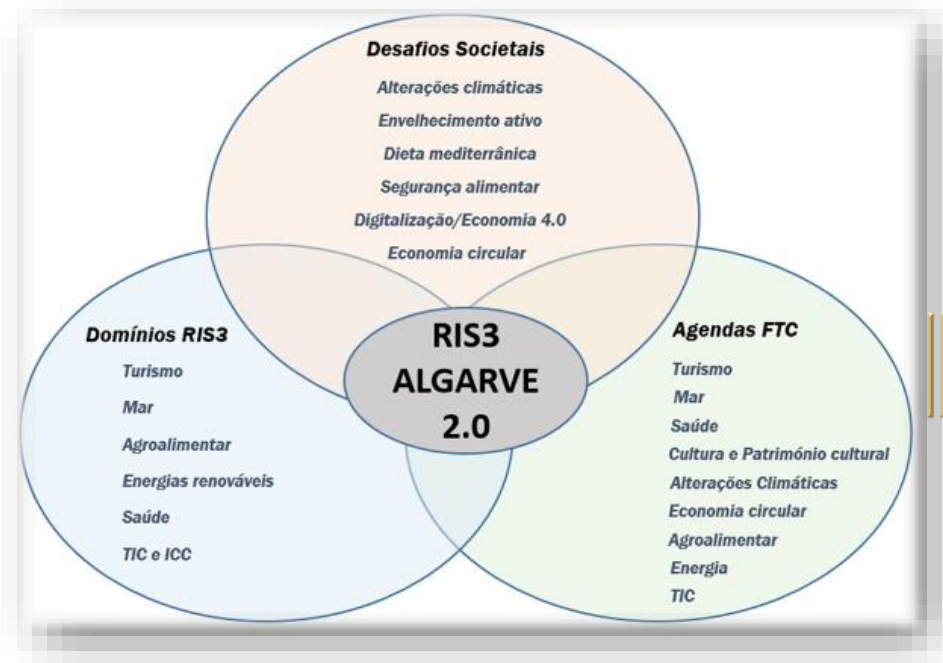 Desafios Societais
Alterações climáticas
Envelhecimento ativo
Dieta mediterrânica
Segurança alimentar
Digitalização/Economia 4.0
Economia circular
Domínios RIS3
Turismo
Mar
Agroalimentar
Energias renováveis
Saúde
TIC e ICC
RIS3
ALGARVE
2.0
Agendas FTC
Turismo
Mar
Saúde
Cultura e Património cultural
Alterações Climáticas
Economia circular
Agroalimentar
Energia
TIC